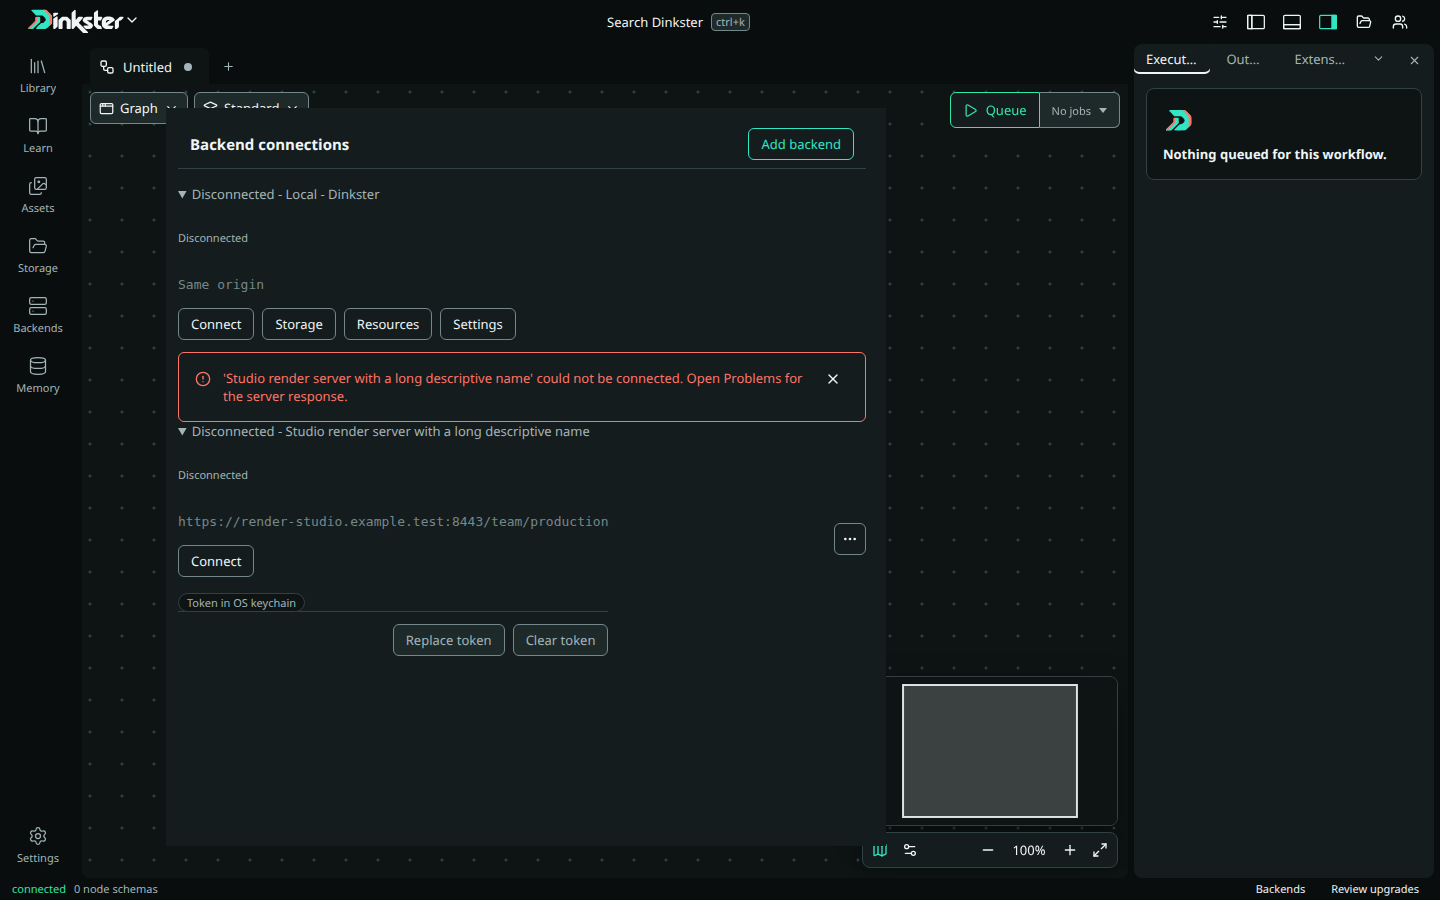 Dinkster
Search Dinkster ctrl+k
Untitled
Execut...
Out...
Extens...
Library
Learn
Assets
Storage
Backends
Memory
Settings
Graph
Standard
Queue
No jobs
Nothing queued for this workflow.
Backend connections
Add backend
Disconnected - Local - Dinkster
Disconnected
Same origin
Connect
Storage
Resources
Settings
'Studio render server with a long descriptive name' could not be connected. Open Problems for
the server response.
Disconnected - Studio render server with a long descriptive name
Disconnected
https://render-studio.example.test:8443/team/production
Connect
Token in OS keychain
Replace token
Clear token
100%
connected 0 node schemas
Backends
Review upgrades